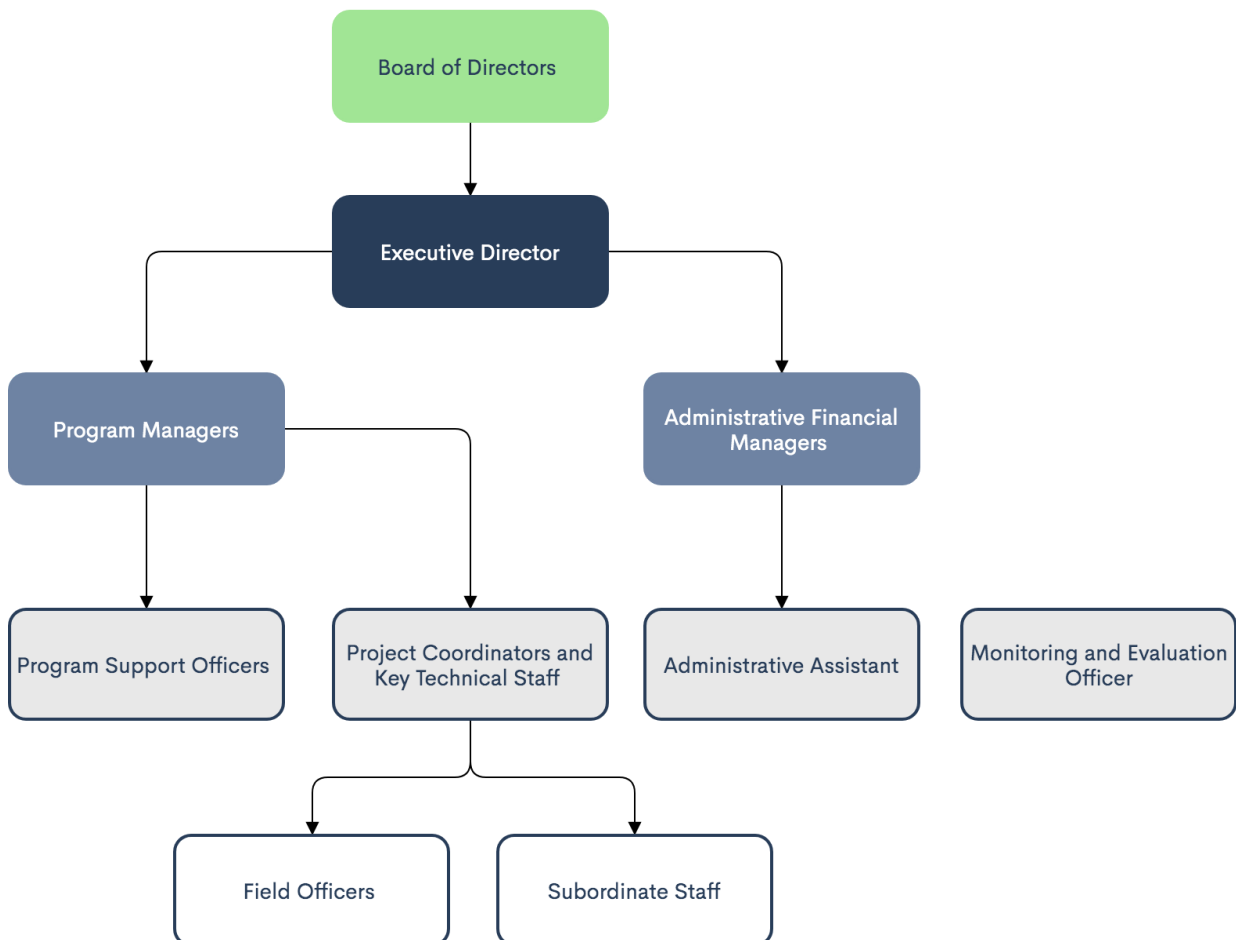 Board of Directors
Executive Director
Program Managers
Administrative Financial
Managers
Program Support Officers
Project Coordinators and
Key Technical Staff
Administrative Assistant
Monitoring and Evaluation
Officer
Field Officers
Subordinate Staff